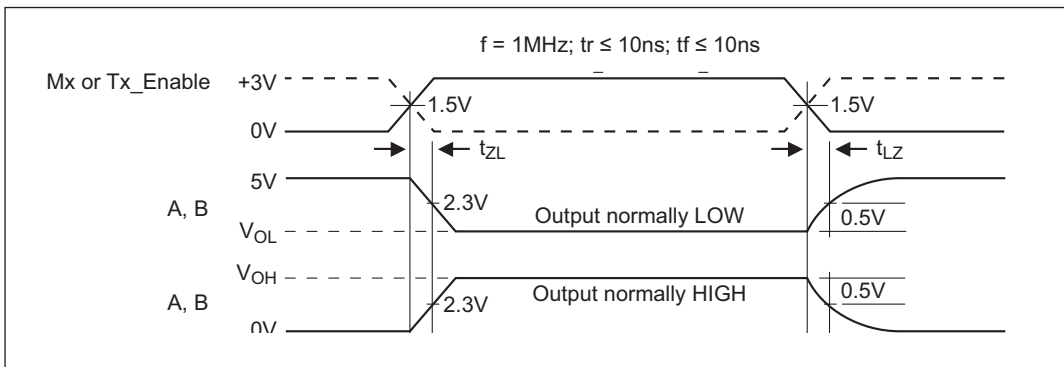 f = 1MHz; tr ≤ 10ns; tf ≤ 10ns
Mx or Tx_Enable
+3V
1.5V
1.5V
0V
tZL
tLZ
5V
A, B
2.3V
Output normally LOW
0.5V
VOL
VOH
A, B
2.3V
Output normally HIGH
0.5V
0V